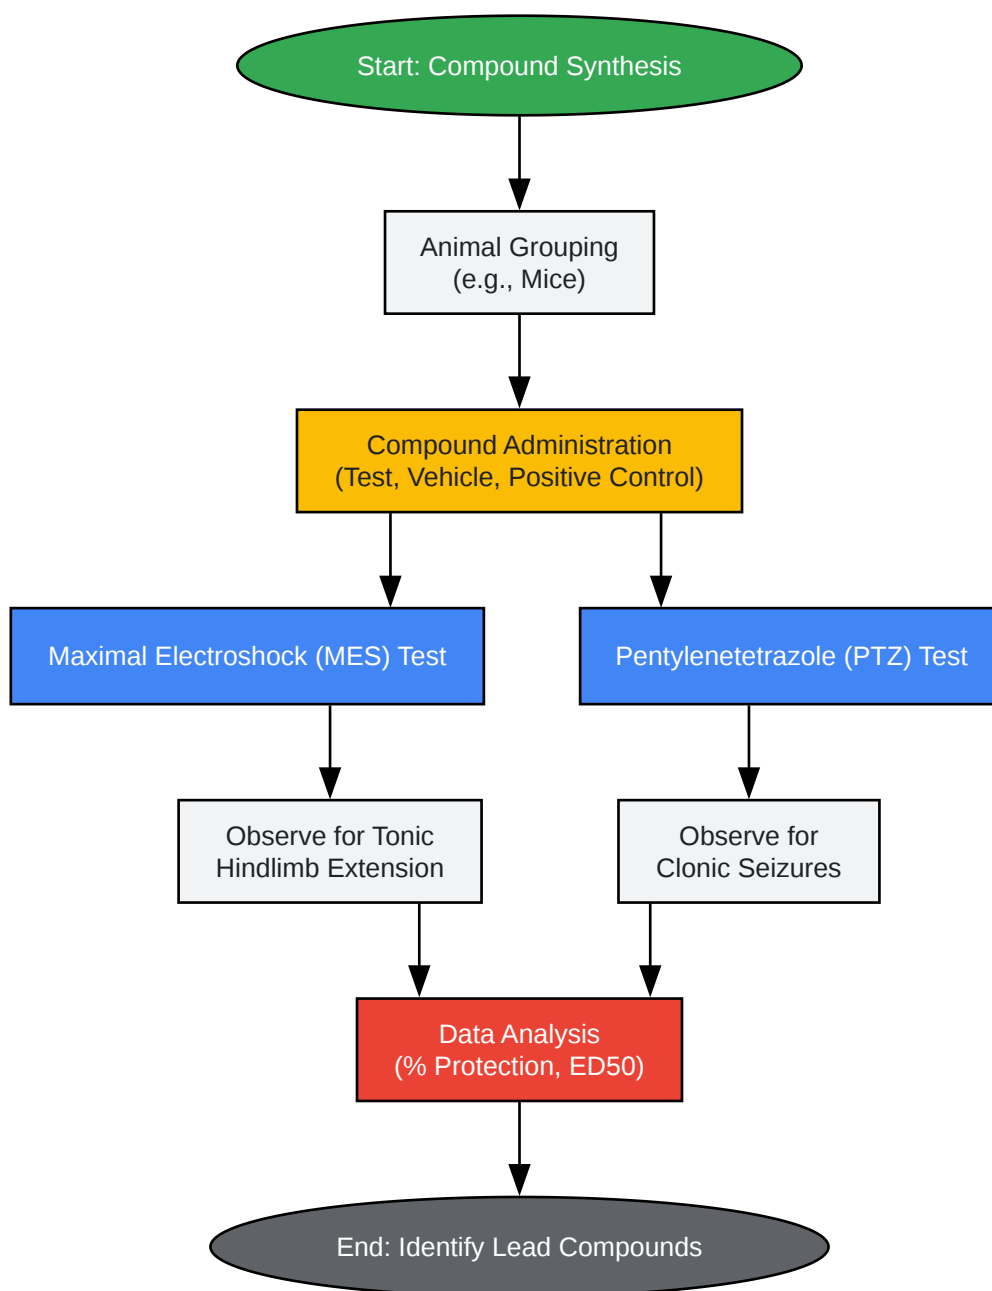 Start: Compound Synthesis
Animal Grouping
(e.g., Mice)
Compound Administration
(Test, Vehicle, Positive Control)
Maximal Electroshock (MES) Test
Pentylenetetrazole (PTZ) Test
Observe for Tonic
Hindlimb Extension
Observe for
Clonic Seizures
Data Analysis
(% Protection, ED50)
End: Identify Lead Compounds